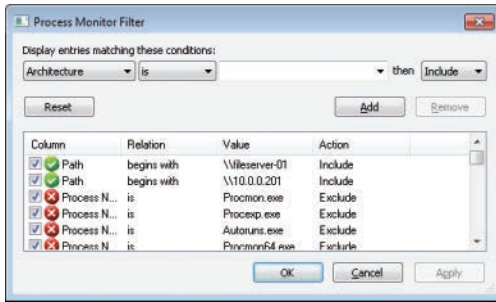 Process Monitor Filter
Display entries matching these conditions:
Architecture is then Include
Reset Add Remove
Column Relation Value Action
Path begins with \\fileserver-01 Include
Path begins with \\10.0.0.201 Include
Process N... is Procmon.exe Exclude
Process N... is Procexp.exe Exclude
Process N... is Autoruns.exe Exclude
Process N... is Procmon64.exe Exclude
OK Cancel Apply